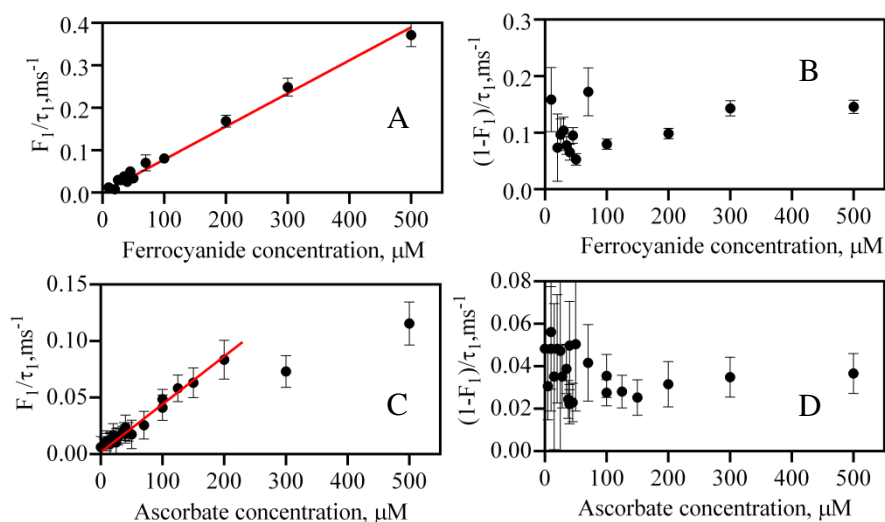 F₁/τ₁,ms⁻¹
0.4
0.3
0.2
0.1
0.0
A
0 100 200 300 400 500
Ferrocyanide concentration, μM
(1-F₁)/τ₁,ms⁻¹
0.3
0.2
0.1
0.0
B
0 100 200 300 400 500
Ferrocyanide concentration, μM
F₁/τ₁,ms⁻¹
0.15
0.10
0.05
0.00
C
0 100 200 300 400 500
Ascorbate concentration, μM
(1-F₁)/τ₁,ms⁻¹
0.08
0.06
0.04
0.02
0.00
D
0 100 200 300 400 500
Ascorbate concentration, μM